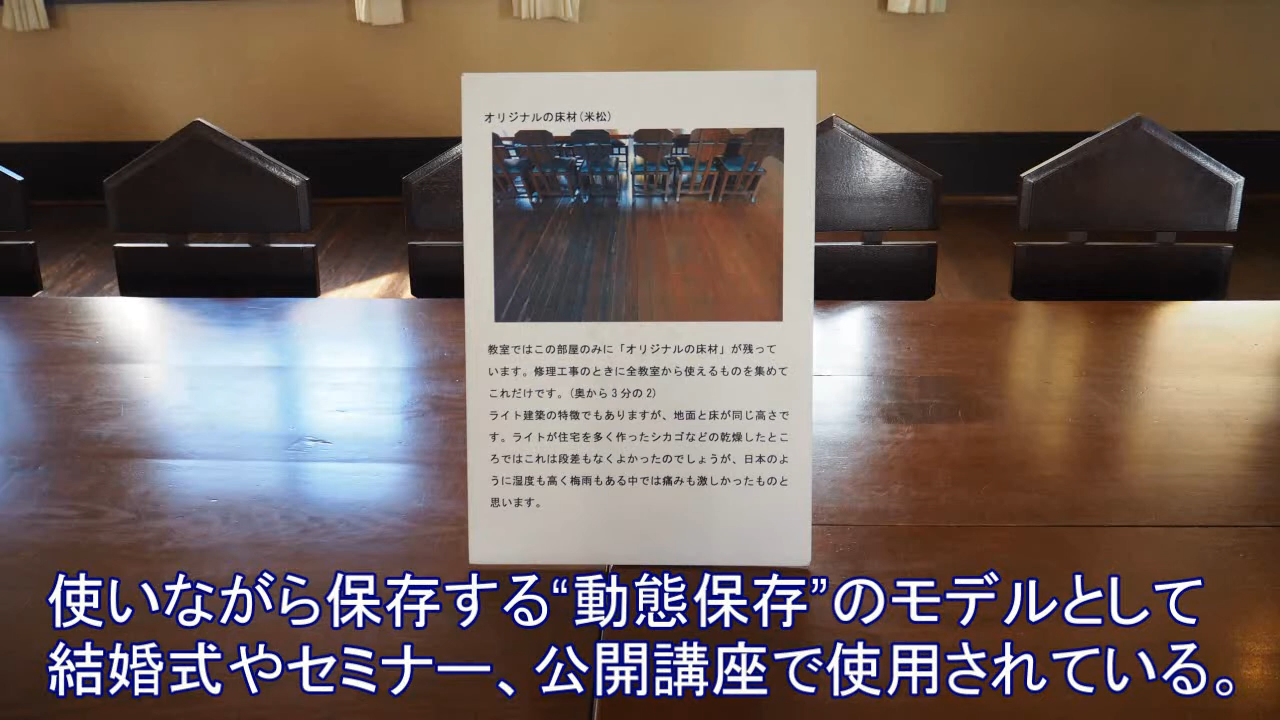 オリジナルの床材(米松)
教室ではこの部屋のみに「オリジナルの床材」が残って
います。修理工事のときに全教室から使えるものを集めて
これだけです。(奥から3分の2)
ライト建築の特徴でもありますが、地面と床が同じ高さで
す。ライトが住宅を多く作ったシカゴなどの乾燥したとこ
ろではこれは段差もなくよかったのでしょうが、日本のよ
うに湿度も高く梅雨もある中では痛みも激しかったものと
思います。
使いながら保存する“動態保存”のモデルとして
結婚式やセミナー、公開講座で使用されている。